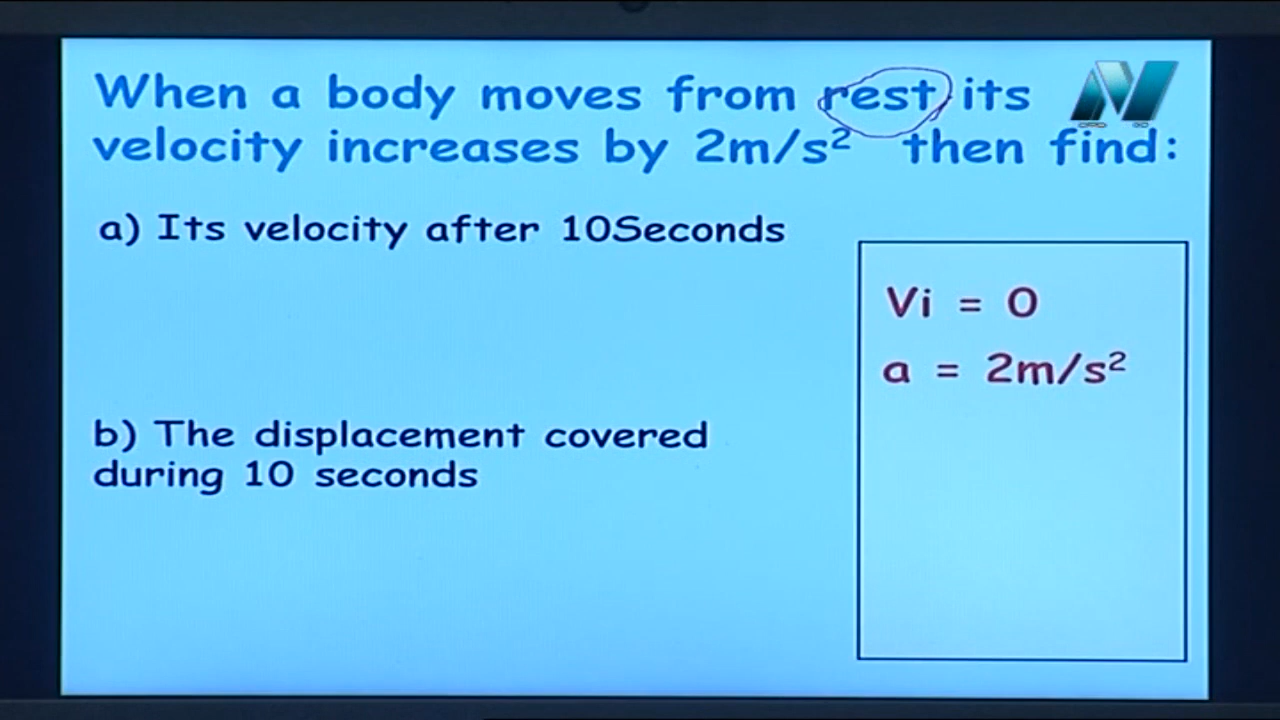 When a body moves from rest its
velocity increases by 2m/s² then find:
a) Its velocity after 10Seconds
Vi = 0
a = 2m/s²
b) The displacement covered
during 10 seconds